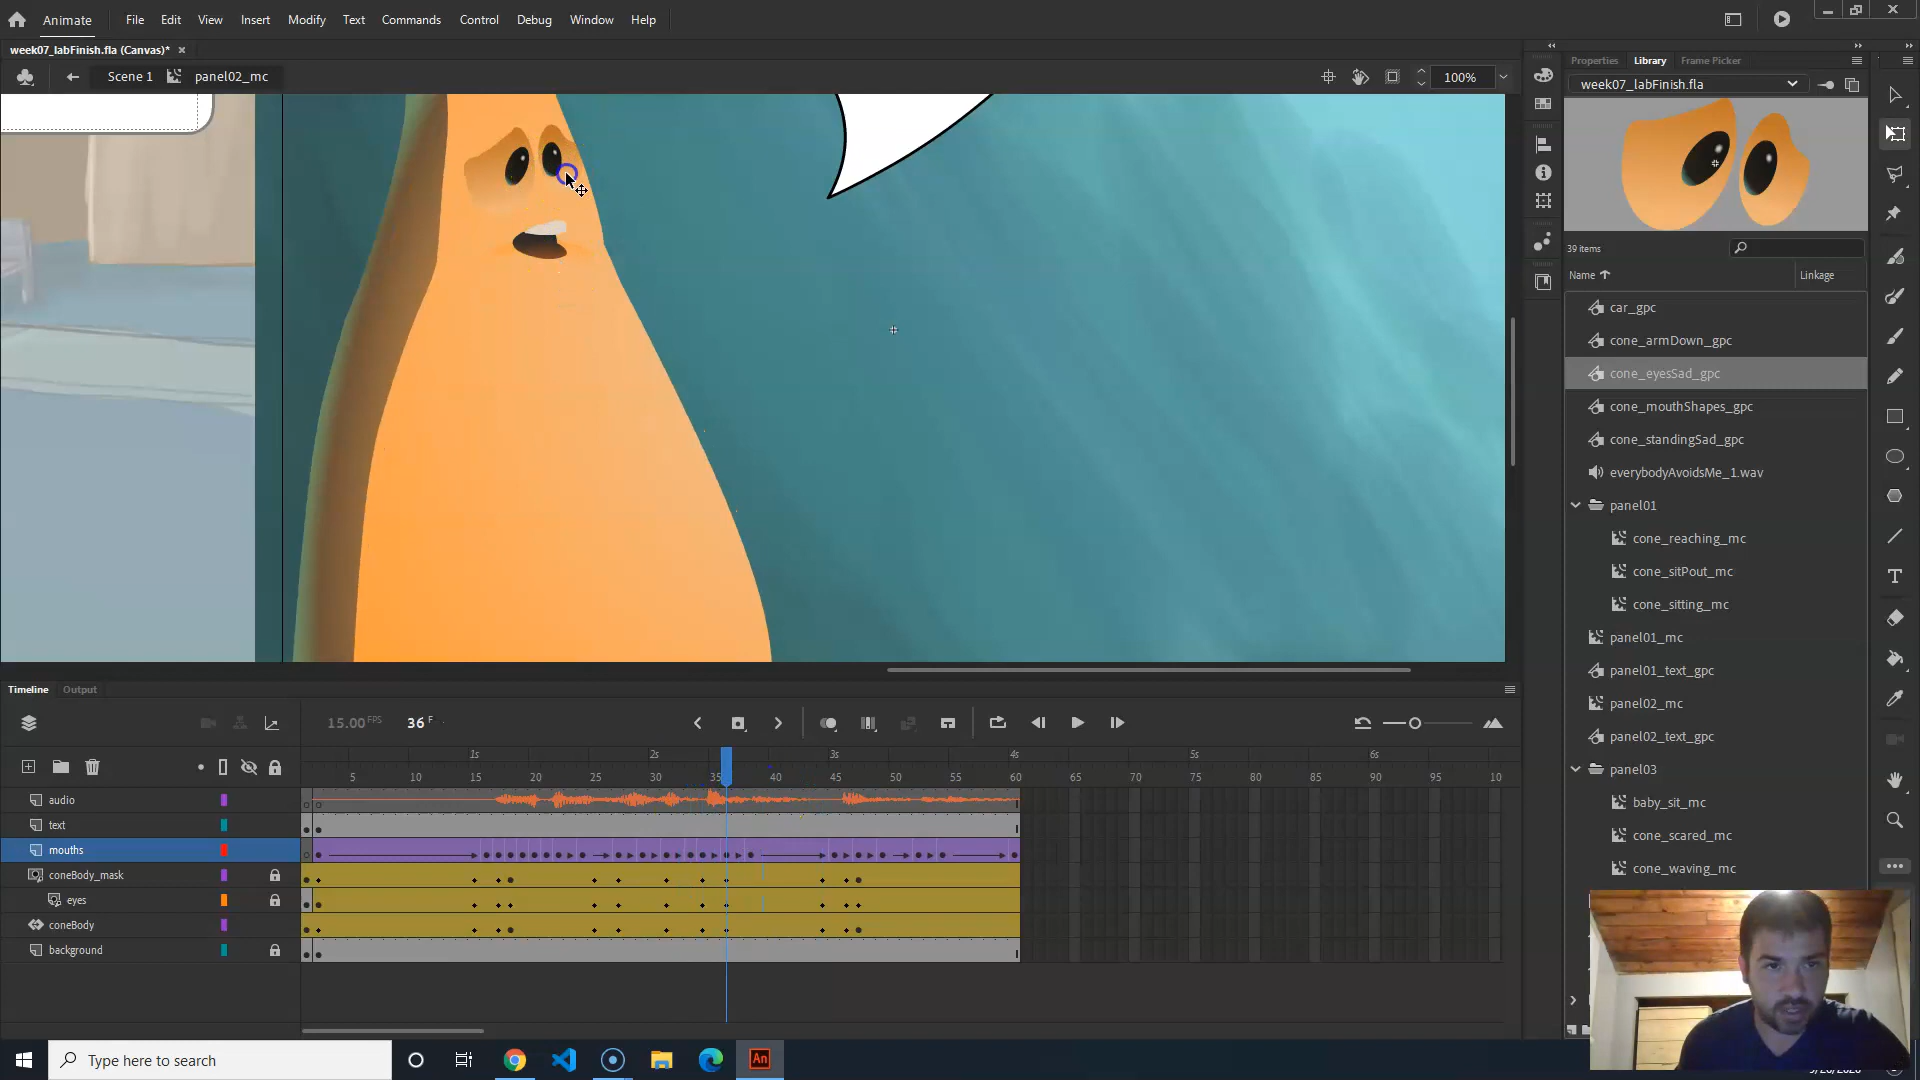 Animate File Edit View Insert Modify Text Commands Control Debug Window Help
week07_labFinish.fla (Canvas)*
Scene 1 panel02_mc 100%
Properties Library Frame Picker
week07_labFinish.fla
39 items
Name Linkage
car_gpc
cone_armDown_gpc
cone_eyesSad_gpc
cone_mouthShapes_gpc
cone_standingSad_gpc
everybodyAvoidsMe_1.wav
panel01
cone_reaching_mc
cone_sitPout_mc
cone_sitting_mc
panel01_mc
panel01_text_gpc
panel02_mc
panel02_text_gpc
panel03
baby_sit_mc
cone_scared_mc
cone_waving_mc
Timeline Output
15.00 FPS 36 F
1s 2s 3s 4s 5s 6s
5 10 15 20 25 30 35 40 45 50 55 60 65 70 75 80 85 90 95 10
audio
text
mouths
coneBody_mask
eyes
coneBody
background
Type here to search
An